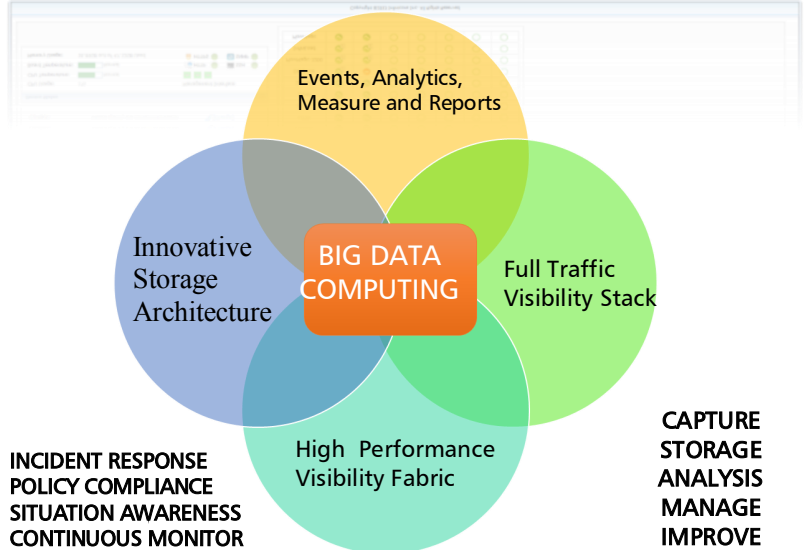 Events, Analytics,
Measure and Reports
Innovative
Storage
Architecture
BIG DATA
COMPUTING
Full Traffic
Visibility Stack
High Performance
Visibility Fabric
INCIDENT RESPONSE
POLICY COMPLIANCE
SITUATION AWARENESS
CONTINUOUS MONITOR
CAPTURE
STORAGE
ANALYSIS
MANAGE
IMPROVE